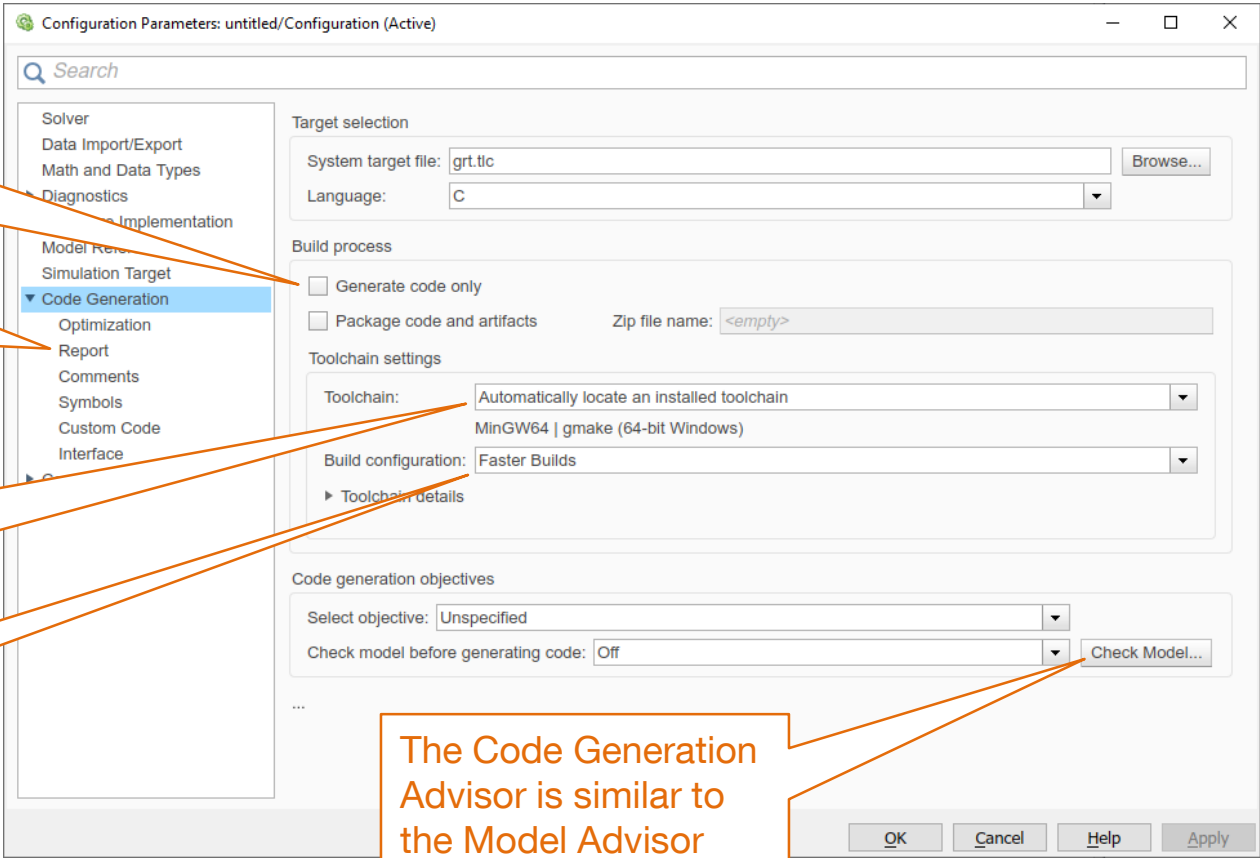 Configuration Parameters: untitled/Configuration (Active)
Search
Solver
Data Import/Export
Math and Data Types
Diagnostics
Implementation
Model
Simulation Target
Code Generation
Optimization
Report
Comments
Symbols
Custom Code
Interface
Target selection
System target file: grt.tlc Browse...
Language: C
Build process
Generate code only
Package code and artifacts Zip file name: <empty>
Toolchain settings
Toolchain: Automatically locate an installed toolchain
MinGW64 | gmake (64-bit Windows)
Build configuration: Faster Builds
Toolchain details
Code generation objectives
Select objective: Unspecified
Check model before generating code: Off Check Model...
...
The Code Generation
Advisor is similar to
the Model Advisor
OK Cancel Help Apply